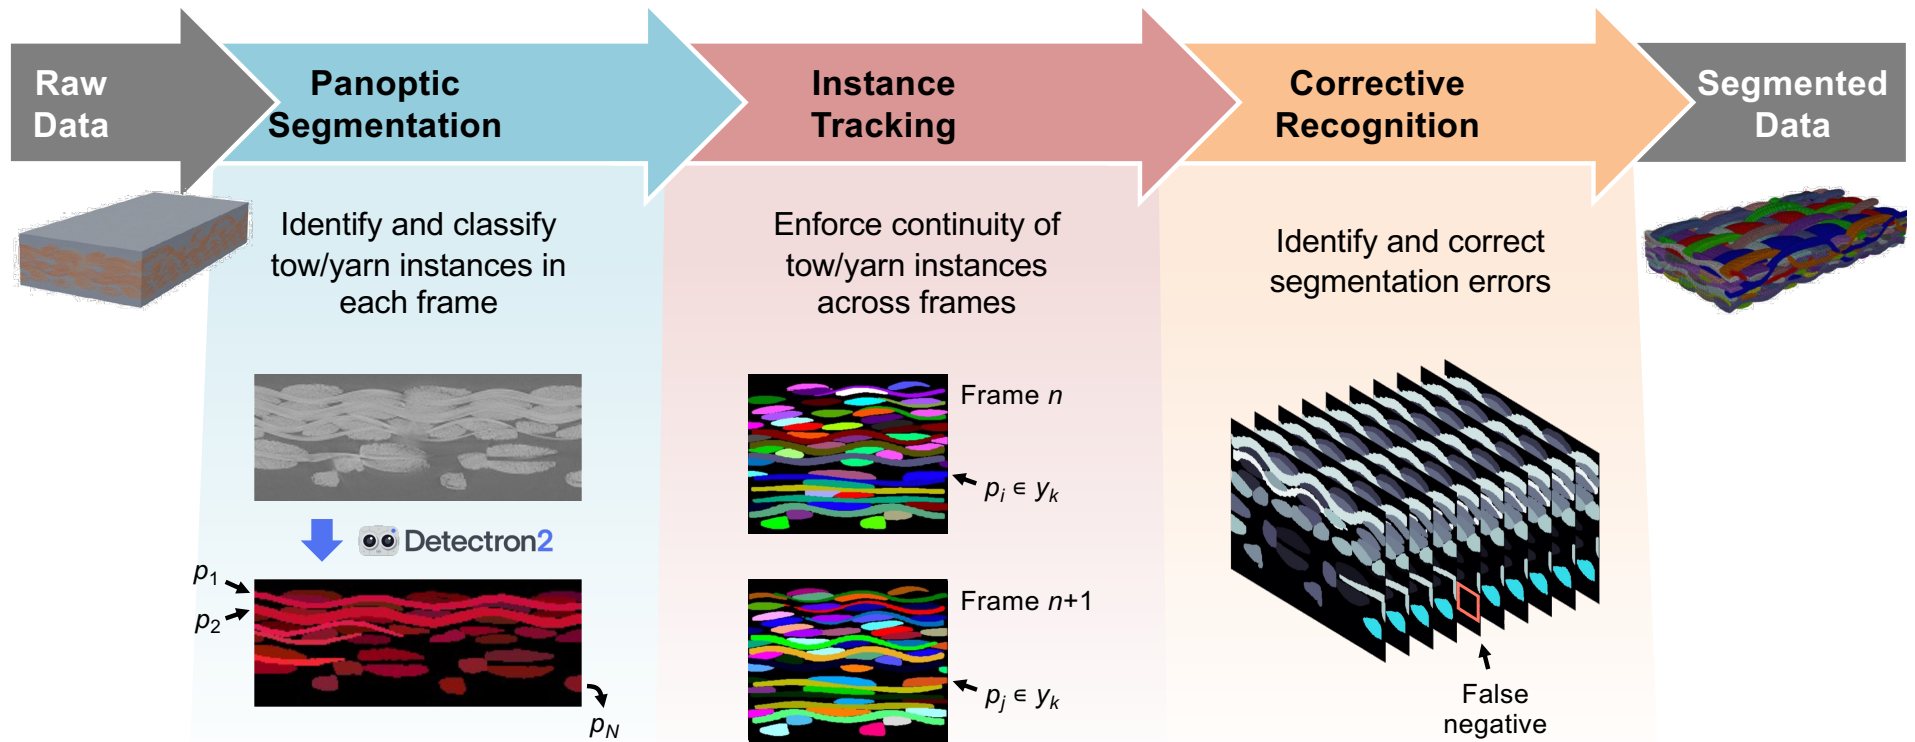 Raw
Data
Panoptic
Segmentation
Instance
Tracking
Corrective
Recognition
Segmented
Data
Identify and classify
tow/yarn instances in
each frame
Enforce continuity of
tow/yarn instances
across frames
Identify and correct
segmentation errors
Detectron2
p1
p2
pN
Frame n
pi ∈ yk
Frame n+1
pj ∈ yk
False
negative